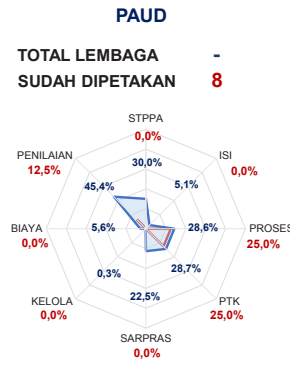 PAUD
TOTAL LEMBAGA -
SUDAH DIPETAKAN 8
STPPA
0,0%
30,0%
ISI
0,0%
5,1%
PROSES
25,0%
28,6%
PTK
25,0%
28,7%
SARPRAS
0,0%
22,5%
KELOLA
0,0%
0,3%
BIAYA
0,0%
5,6%
PENILAIAN
12,5%
45,4%